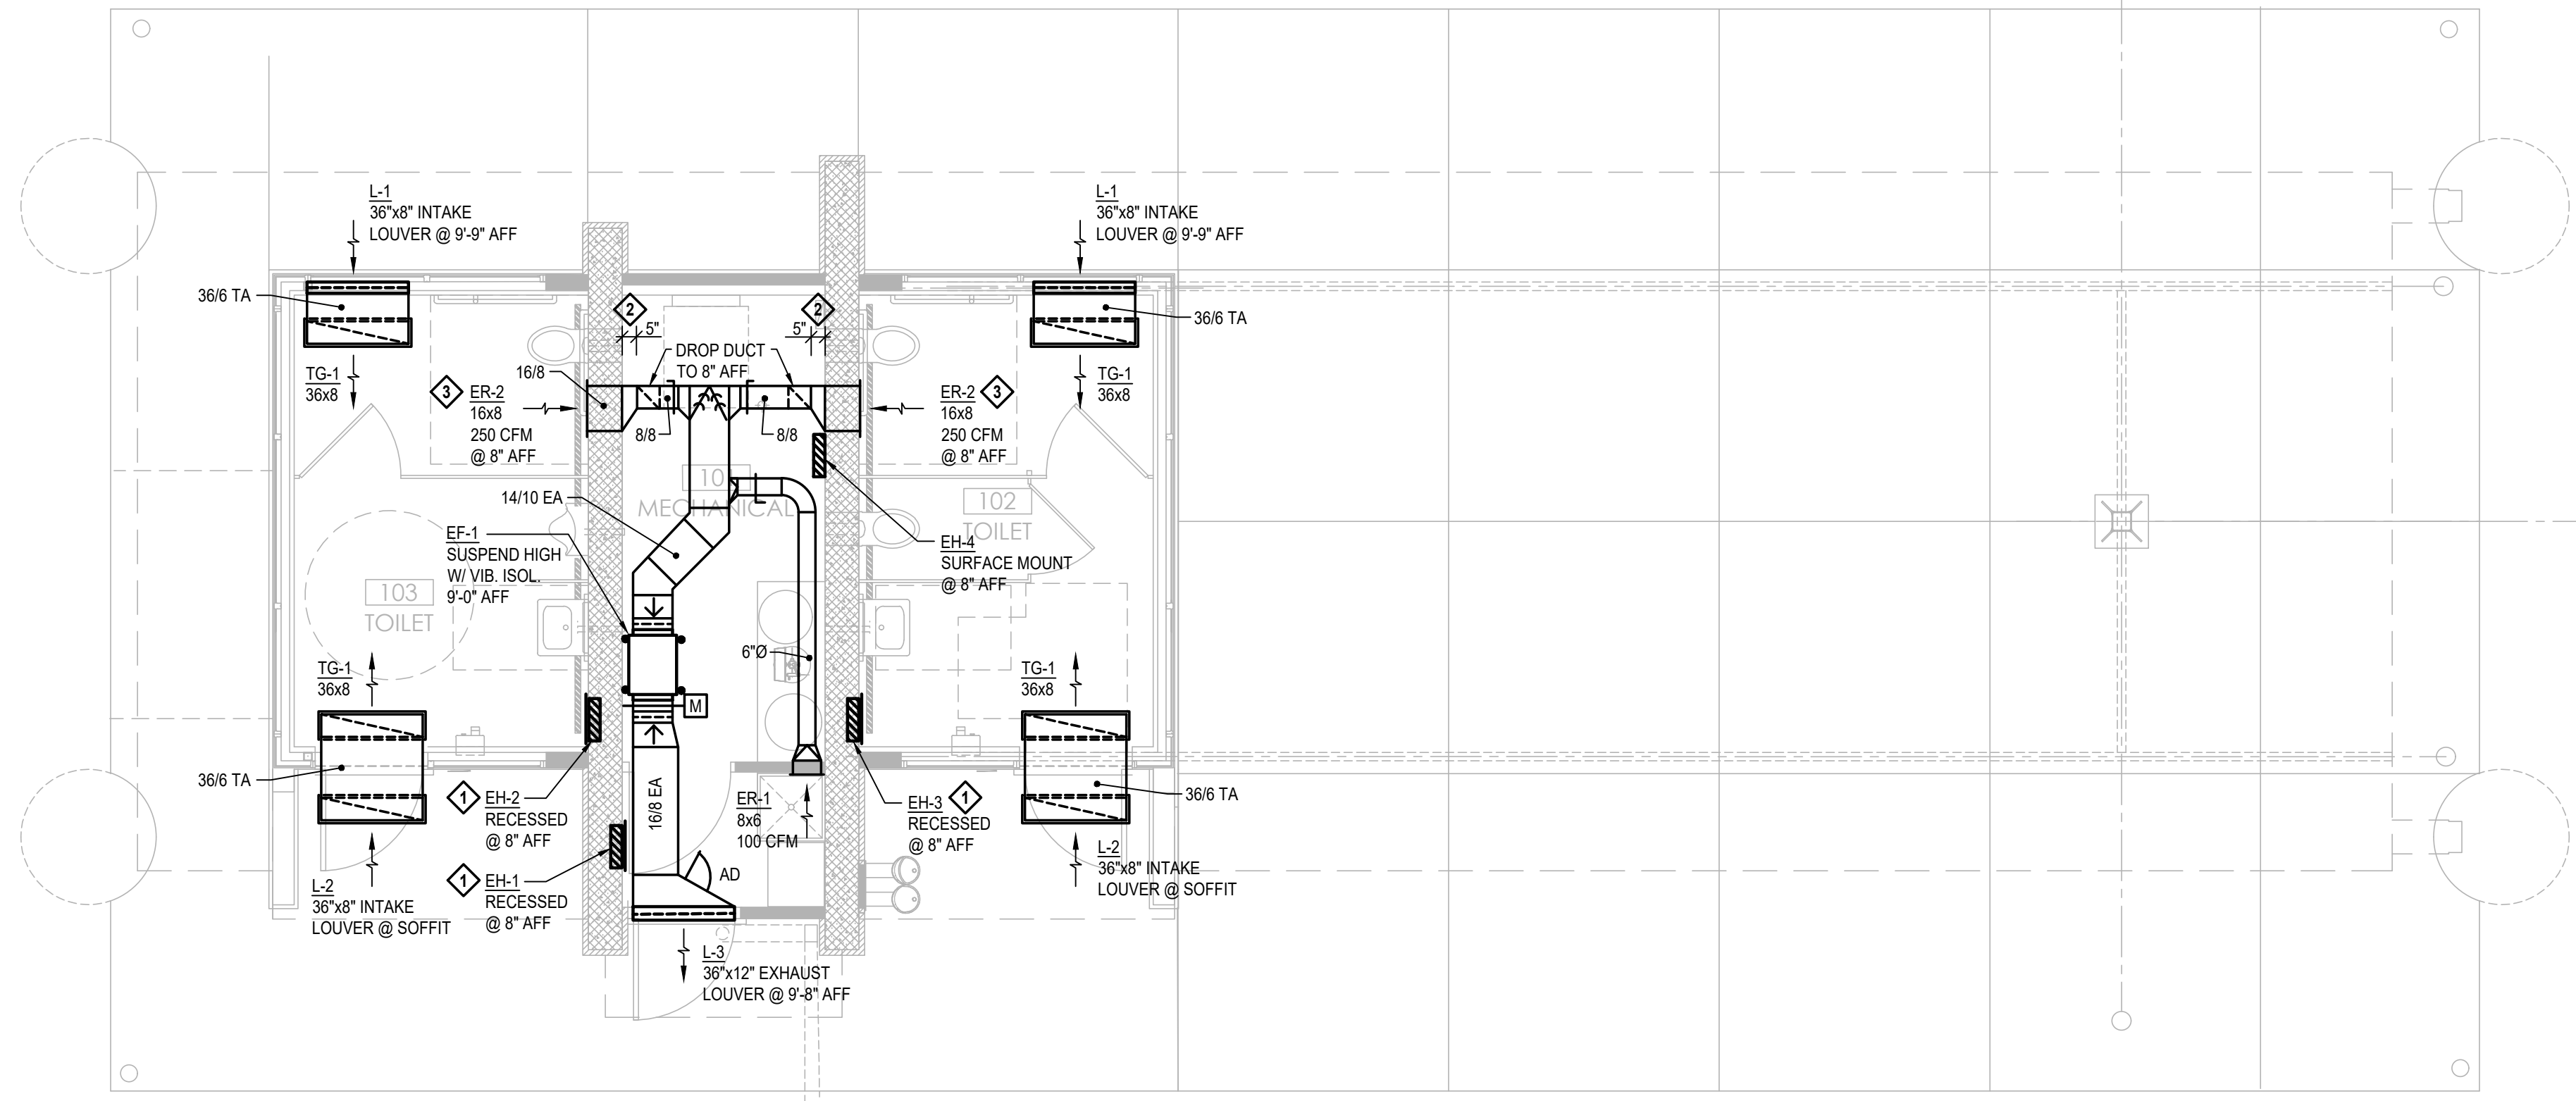 L-1
36"x8" INTAKE
LOUVER @ 9'-9" AFF
L-1
36"x8" INTAKE
LOUVER @ 9'-9" AFF
36/6 TA
36/6 TA
2
2
5"
5"
DROP DUCT
TO 8" AFF
16/8
TG-1
36x8
3
ER-2
16x8
250 CFM
@ 8" AFF
8/8
8/8
ER-2
16x8
250 CFM
@ 8" AFF
3
TG-1
36x8
14/10 EA
10
MECHANICAL
102
TOILET
EF-1
SUSPEND HIGH
W/ VIB. ISOL.
9'-0" AFF
EH-4
SURFACE MOUNT
@ 8" AFF
103
TOILET
6"Ø
TG-1
36x8
TG-1
36x8
M
36/6 TA
36/6 TA
16/8 EA
1
EH-2
RECESSED
@ 8" AFF
ER-1
8x6
100 CFM
EH-3
RECESSED
@ 8" AFF
1
1
EH-1
RECESSED
@ 8" AFF
AD
L-2
36"x8" INTAKE
LOUVER @ SOFFIT
L-2
36"x8" INTAKE
LOUVER @ SOFFIT
L-3
36"x12" EXHAUST
LOUVER @ 9'-8" AFF